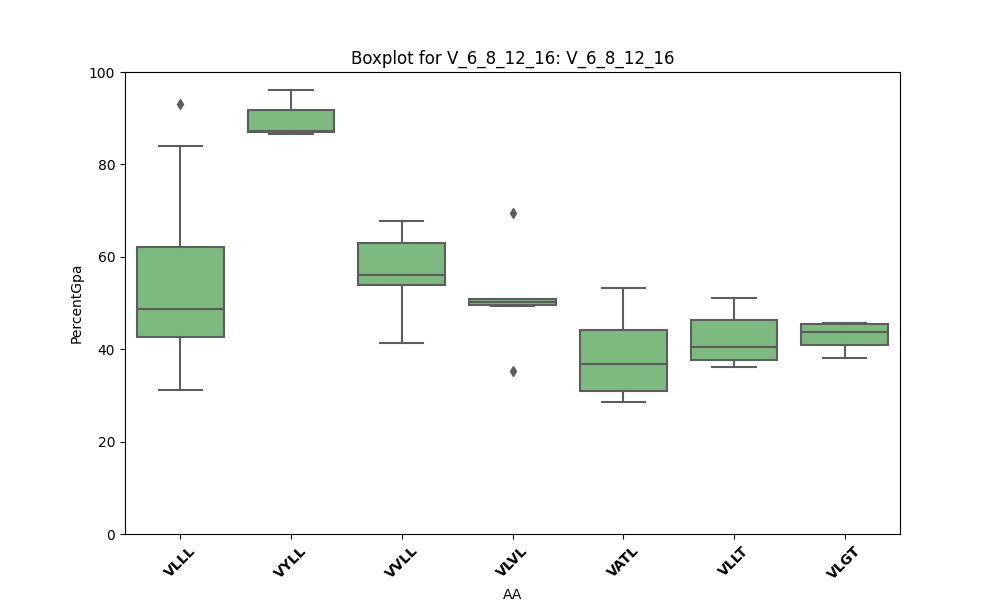 Boxplot for V_6_8_12_16: V_6_8_12_16
100
80
60
40
20
0
PercentGpa
VLLL
VYLL
VVLL
VLVL
VATL
VLLT
VLGT
AA